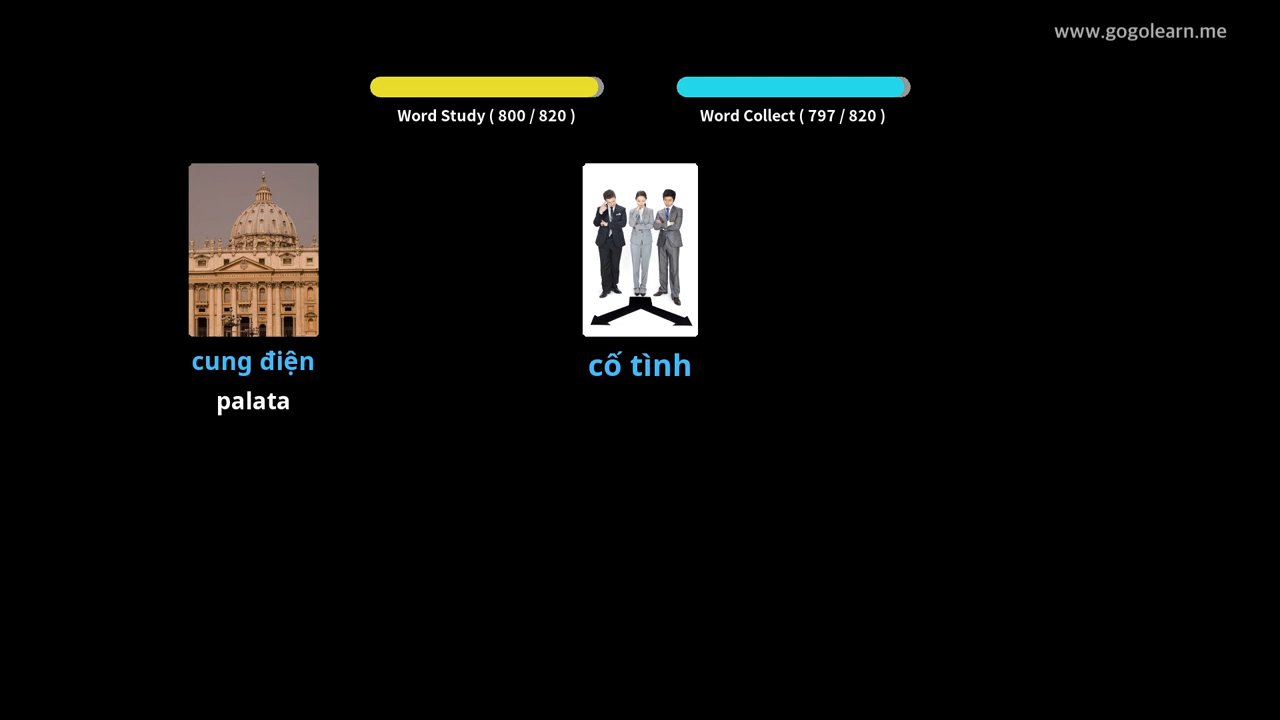 www.gogolearn.me
Word Study ( 800 / 820 )
Word Collect ( 797 / 820 )
cung điện
palata
cố tình